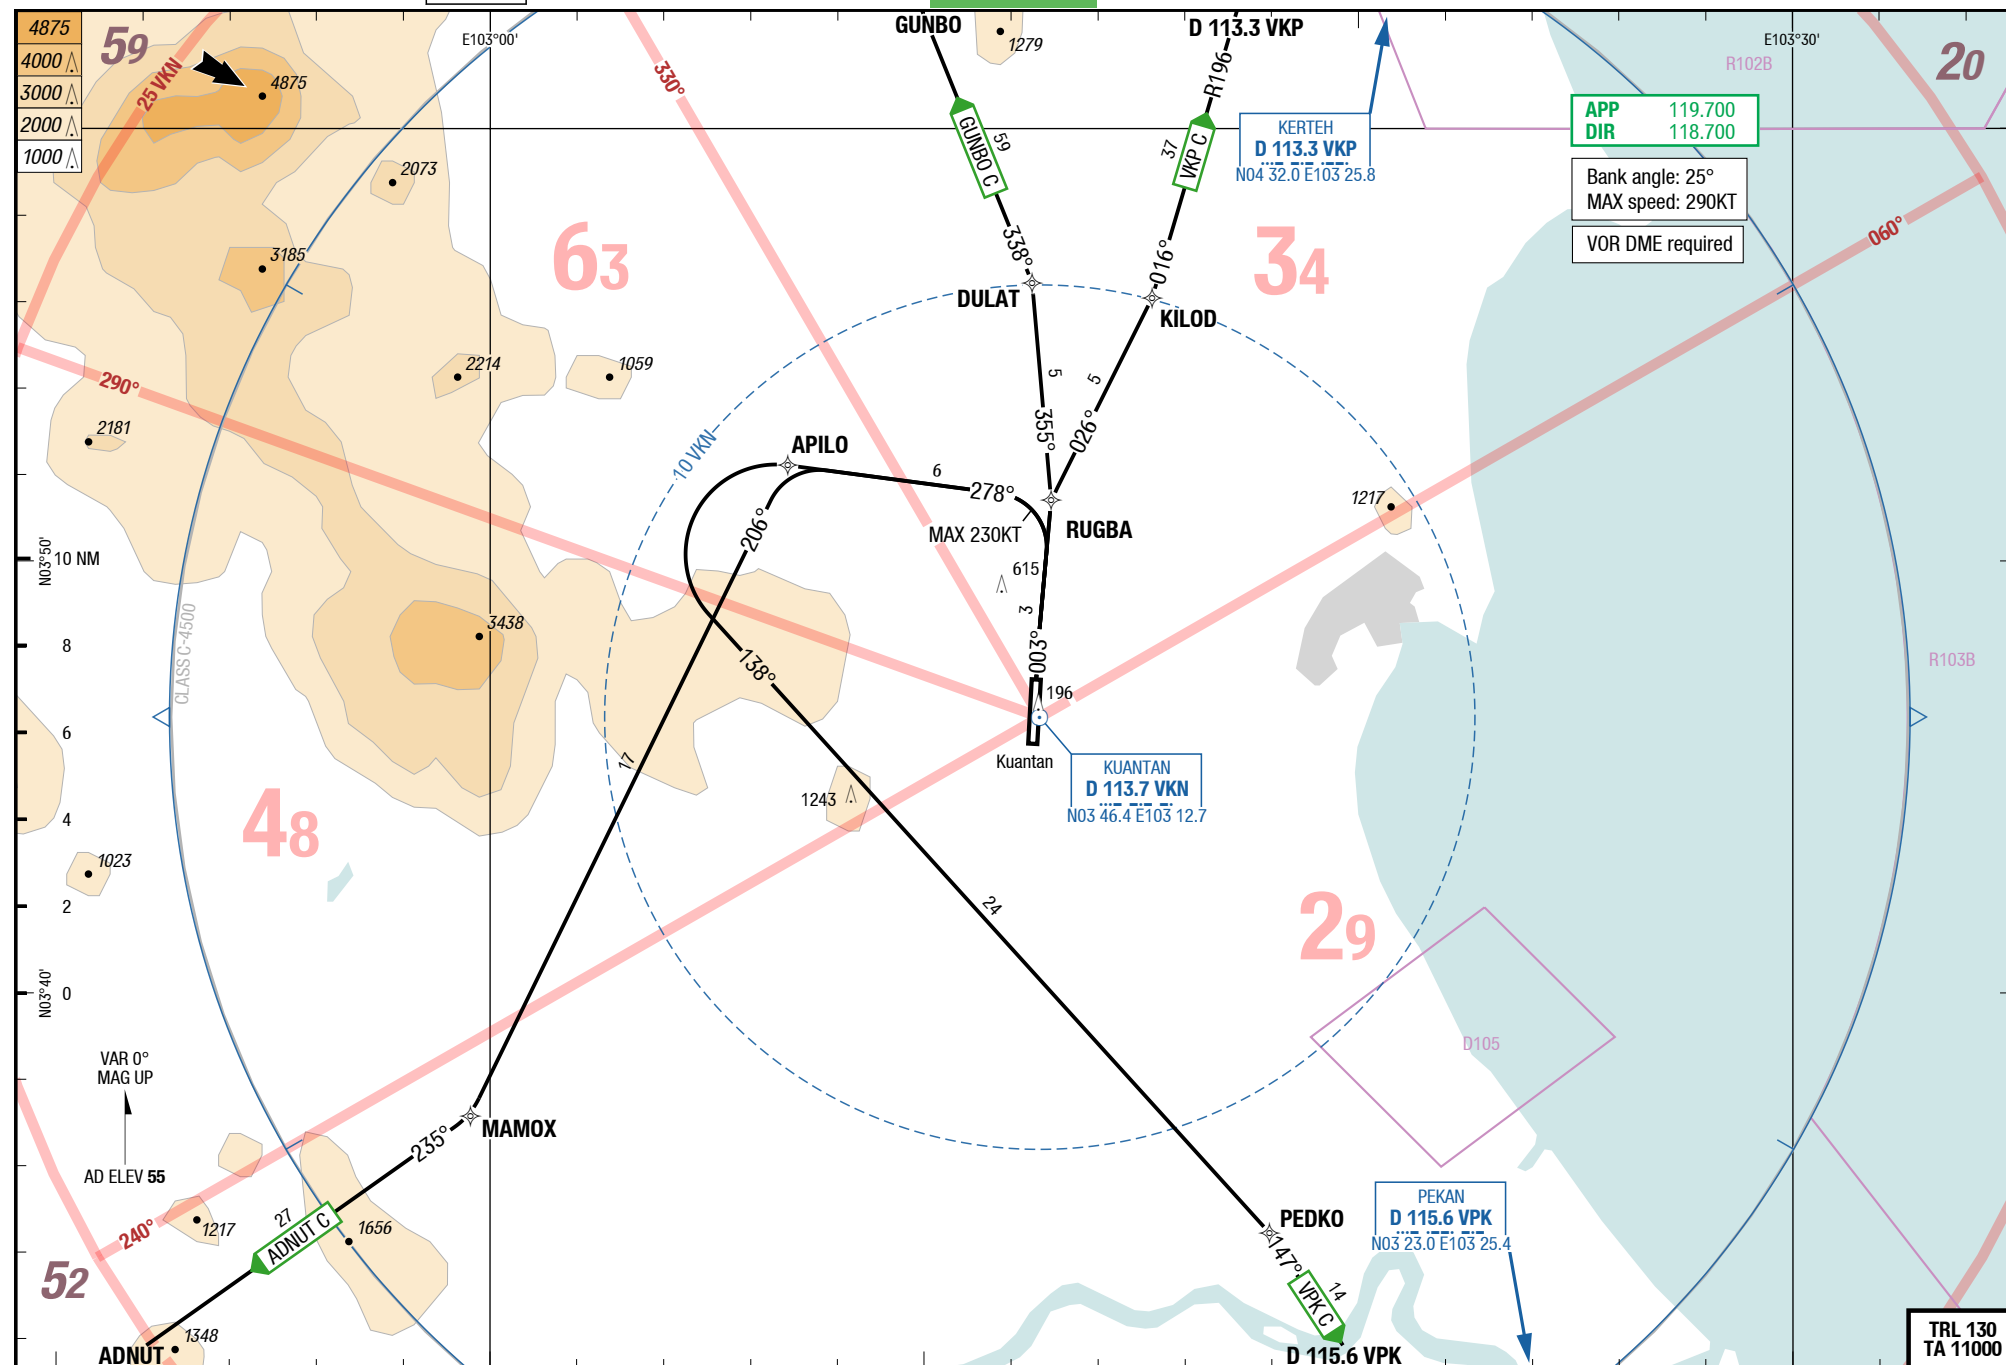 4875
4000
3000
2000
1000
59
25 VKN
4875
E103°00'
330°
GUNBO
1279
D 113.3 VKP
R196
E103°30'
R102B
20
APP 119.700
DIR 118.700
Bank angle: 25°
MAX speed: 290KT
VOR DME required
KERTEH
D 113.3 VKP
N04 32.0 E103 25.8
GUNBO C
59
37
VKP C
2073
3185
63
34
338°
016°
060°
DULAT
KILOD
290°
2214
1059
2181
5
5
355°
026°
10 VKN
APILO
6
278°
MAX 230KT
RUGBA
1217
206°
N03°50'
10 NM
615
3
003°
CLASS C-4500
3438
138°
8
R103B
196
6
Kuantan
KUANTAN
D 113.7 VKN
N03 46.4 E103 12.7
17
1243
48
4
1023
2
24
29
N03°40'
0
D105
VAR 0°
MAG UP
AD ELEV 55
235°
MAMOX
240°
1217
27
ADNUT C
1656
52
PEDKO
147°
VPK C
14
PEKAN
D 115.6 VPK
N03 23.0 E103 25.4
ADNUT
1348
D 115.6 VPK
TRL 130
TA 11000